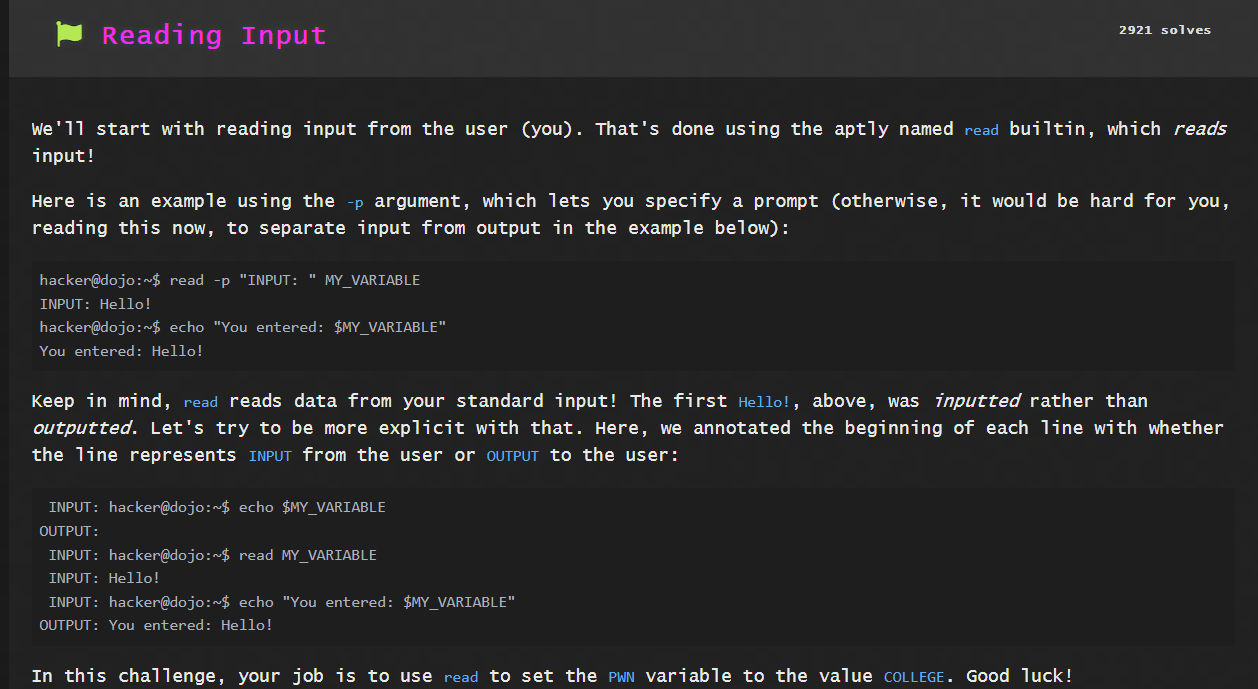 Reading Input
2921 solves
We'll start with reading input from the user (you). That's done using the aptly named read builtin, which reads
input!
Here is an example using the -p argument, which lets you specify a prompt (otherwise, it would be hard for you,
reading this now, to separate input from output in the example below):
hacker@dojo:~$ read -p "INPUT: " MY_VARIABLE
INPUT: Hello!
hacker@dojo:~$ echo "You entered: $MY_VARIABLE"
You entered: Hello!
Keep in mind, read reads data from your standard input! The first Hello!, above, was inputted rather than
outputted. Let's try to be more explicit with that. Here, we annotated the beginning of each line with whether
the line represents INPUT from the user or OUTPUT to the user:
 INPUT: hacker@dojo:~$ echo $MY_VARIABLE
OUTPUT:
 INPUT: hacker@dojo:~$ read MY_VARIABLE
 INPUT: Hello!
 INPUT: hacker@dojo:~$ echo "You entered: $MY_VARIABLE"
OUTPUT: You entered: Hello!
In this challenge, your job is to use read to set the PWN variable to the value COLLEGE. Good luck!